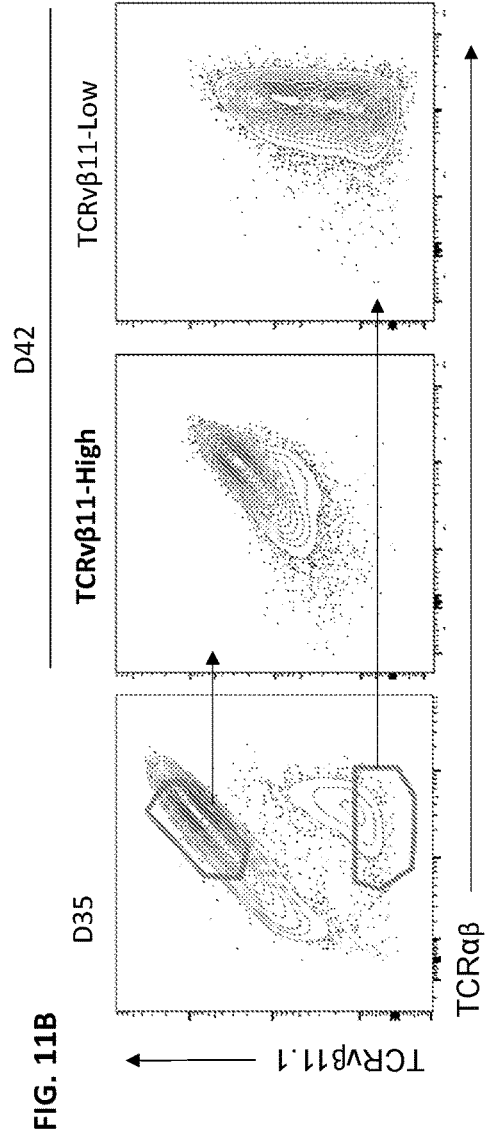 FIG. 11B
D42
D35
TCRvβ11-High
TCRvβ11-Low
TCRvβ11.1
TCRαβ